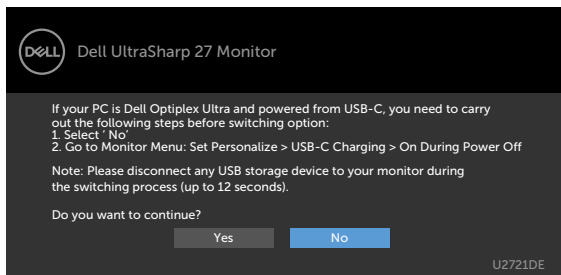 DELL
Dell UltraSharp 27 Monitor
If your PC is Dell Optiplex Ultra and powered from USB-C, you need to carry
out the following steps before switching option:
1. Select ' No'
2. Go to Monitor Menu: Set Personalize > USB-C Charging > On During Power Off
Note: Please disconnect any USB storage device to your monitor during
the switching process (up to 12 seconds).
Do you want to continue?
Yes
No
U2721DE